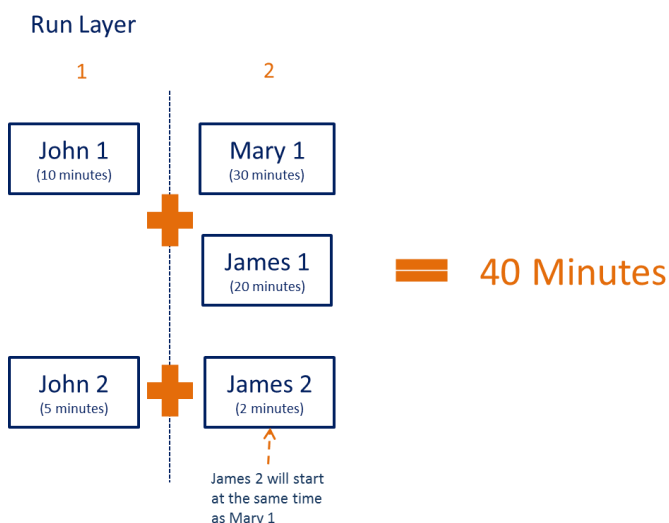 Run Layer
1
2
John 1
(10 minutes)
Mary 1
(30 minutes)
James 1
(20 minutes)
40 Minutes
John 2
(5 minutes)
James 2
(2 minutes)
James 2 will start
at the same time
as Mary 1